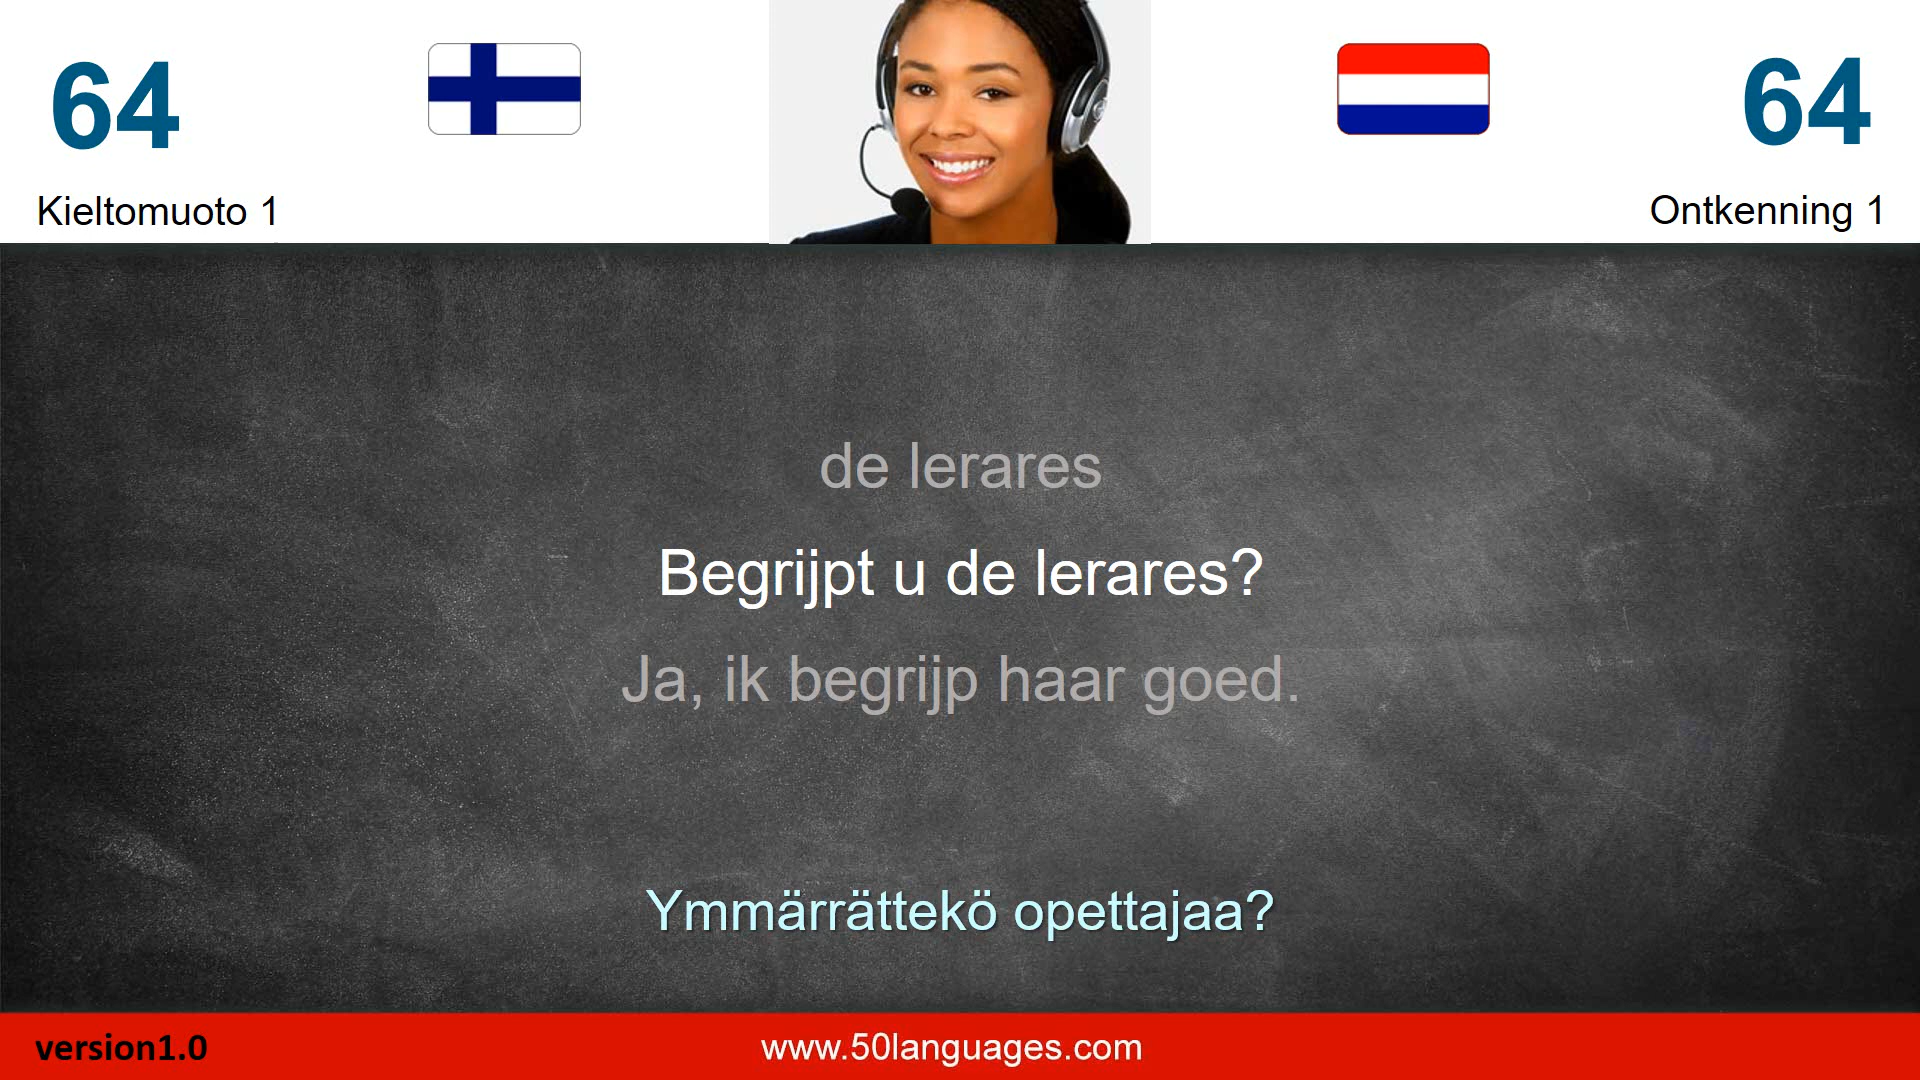 64
64
Kieltomuoto 1
Ontkenning 1
de lerares
Begrijpt u de lerares?
Ja, ik begrijp haar goed.
Ymmärrättekö opettajaa?
version1.0
www.50languages.com